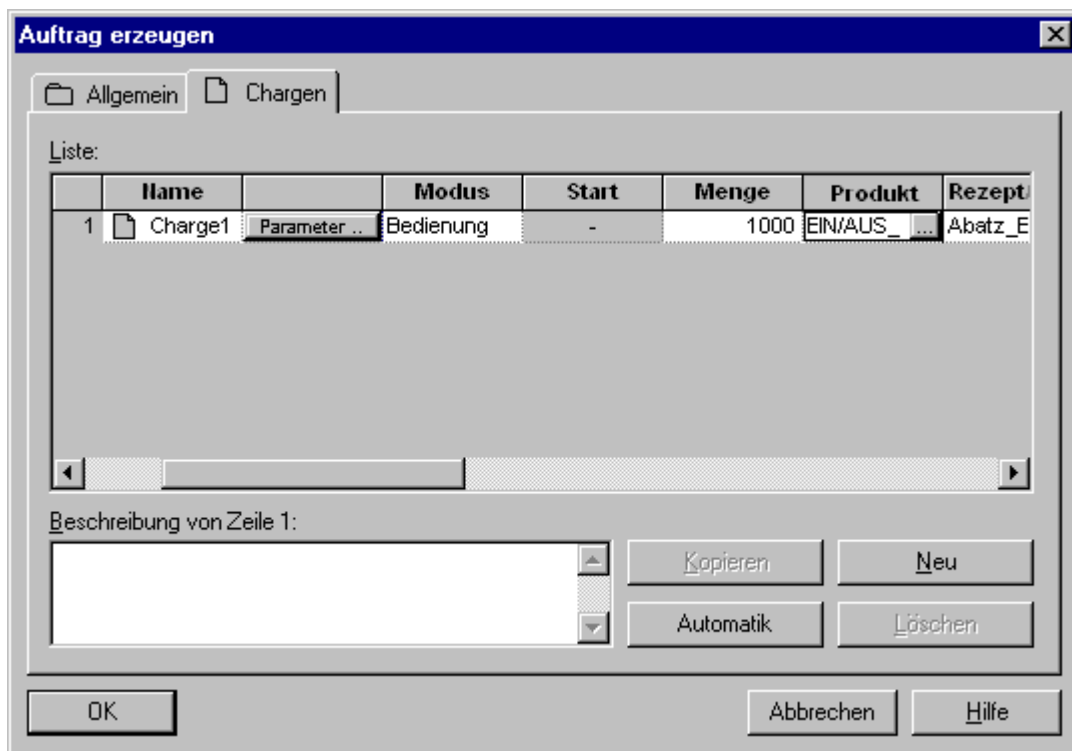 Auftrag erzeugen
Allgemein Chargen
Liste:
Name Modus Start Menge Produkt Rezept
1 Charge1 Parameter .. Bedienung - 1000 EIN/AUS_ ... Abatz_E
Beschreibung von Zeile 1:
Kopieren Neu
Automatik Löschen
OK Abbrechen Hilfe